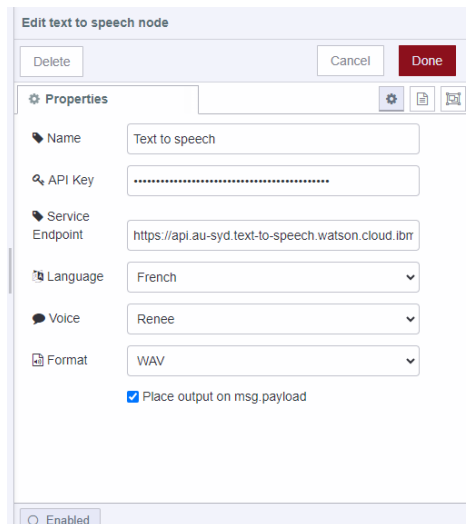 Edit text to speech node
Delete
Cancel
Done
Properties
Name
Text to speech
API Key
••••••••••••••••••••••••••••••••••••••••••••
Service
Endpoint
https://api.au-syd.text-to-speech.watson.cloud.ibm
Language
French
Voice
Renee
Format
WAV
Place output on msg.payload
Enabled